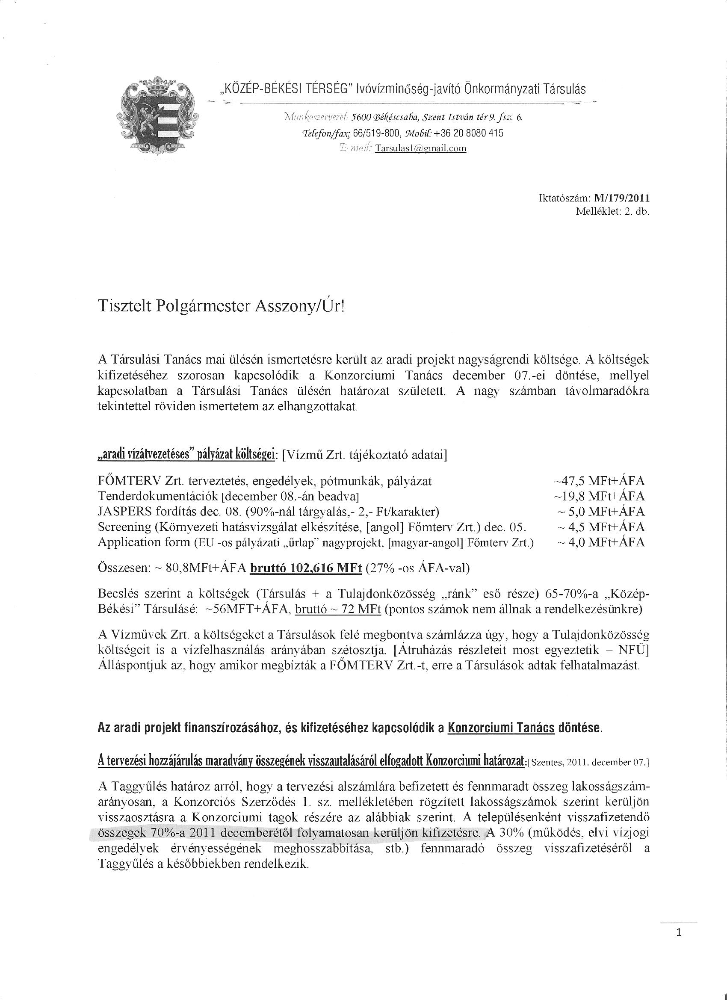 „KÖZÉP-BÉKÉSI TÉRSÉG” Ivóvízminőség-javító Önkormányzati Társulás
Munkaszervezet: 5600 Békéscsaba, Szent István tér 9. fsz. 6.
Telefon/fax: 66/519-800, Mobil: +36 20 8080 415
E-mail: Tarsulas1@gmail.com
Iktatószám: M/179/2011
Melléklet: 2. db.
Tisztelt Polgármester Asszony/Úr!
A Társulási Tanács mai ülésén ismertetésre került az aradi projekt nagyságrendi költsége. A költségek
kifizetéséhez szorosan kapcsolódik a Konzorciumi Tanács december 07.-ei döntése, mellyel
kapcsolatban a Társulási Tanács ülésén határozat született. A nagy számban távolmaradókra
tekintettel röviden ismertetem az elhangzottakat.
„aradi vízátvezetéses” pályázat költségei: [Vízmű Zrt. tájékoztató adatai]
FŐMTERV Zrt. terveztetés, engedélyek, pótmunkák, pályázat ~47,5 MFt+ÁFA
Tenderdokumentációk [december 08.-án beadva] ~19,8 MFt+ÁFA
JASPERS fordítás dec. 08. (90%-nál tárgyalás,- 2,- Ft/karakter) ~ 5,0 MFt+ÁFA
Screening (Környezeti hatásvizsgálat elkészítése, [angol] Főmterv Zrt.) dec. 05. ~ 4,5 MFt+ÁFA
Application form (EU -os pályázati „űrlap” nagyprojekt, [magyar-angol] Főmterv Zrt.) ~ 4,0 MFt+ÁFA
Összesen: ~ 80,8MFt+ÁFA bruttó 102,616 MFt (27% -os ÁFA-val)
Becslés szerint a költségek (Társulás + a Tulajdonközösség „ránk” eső része) 65-70%-a „Közép-
Békési” Társulásé: ~56MFT+ÁFA, bruttó ~ 72 MFt (pontos számok nem állnak a rendelkezésünkre)
A Vízművek Zrt. a költségeket a Társulások felé megbontva számlázza úgy, hogy a Tulajdonközösség
költségeit is a vízfelhasználás arányában szétosztja. [Átruházás részleteit most egyeztetik – NFÜ]
Álláspontjuk az, hogy amikor megbízták a FŐMTERV Zrt.-t, erre a Társulások adtak felhatalmazást.
Az aradi projekt finanszírozásához, és kifizetéséhez kapcsolódik a Konzorciumi Tanács döntése.
A tervezési hozzájárulás maradvány összegének visszautalásáról elfogadott Konzorciumi határozat:[Szentes, 2011. december 07.]
A Taggyűlés határoz arról, hogy a tervezési alszámlára befizetett és fennmaradt összeg lakosságszám-
arányosan, a Konzorciós Szerződés 1. sz. mellékletében rögzített lakosságszámok szerint kerüljön
visszaosztásra a Konzorciumi tagok részére az alábbiak szerint. A településenként visszafizetendő
összegek 70%-a 2011 decemberétől folyamatosan kerüljön kifizetésre. A 30% (működés, elvi vízjogi
engedélyek érvényességének meghosszabbítása, stb.) fennmaradó összeg visszafizetéséről a
Taggyűlés a későbbiekben rendelkezik.
1